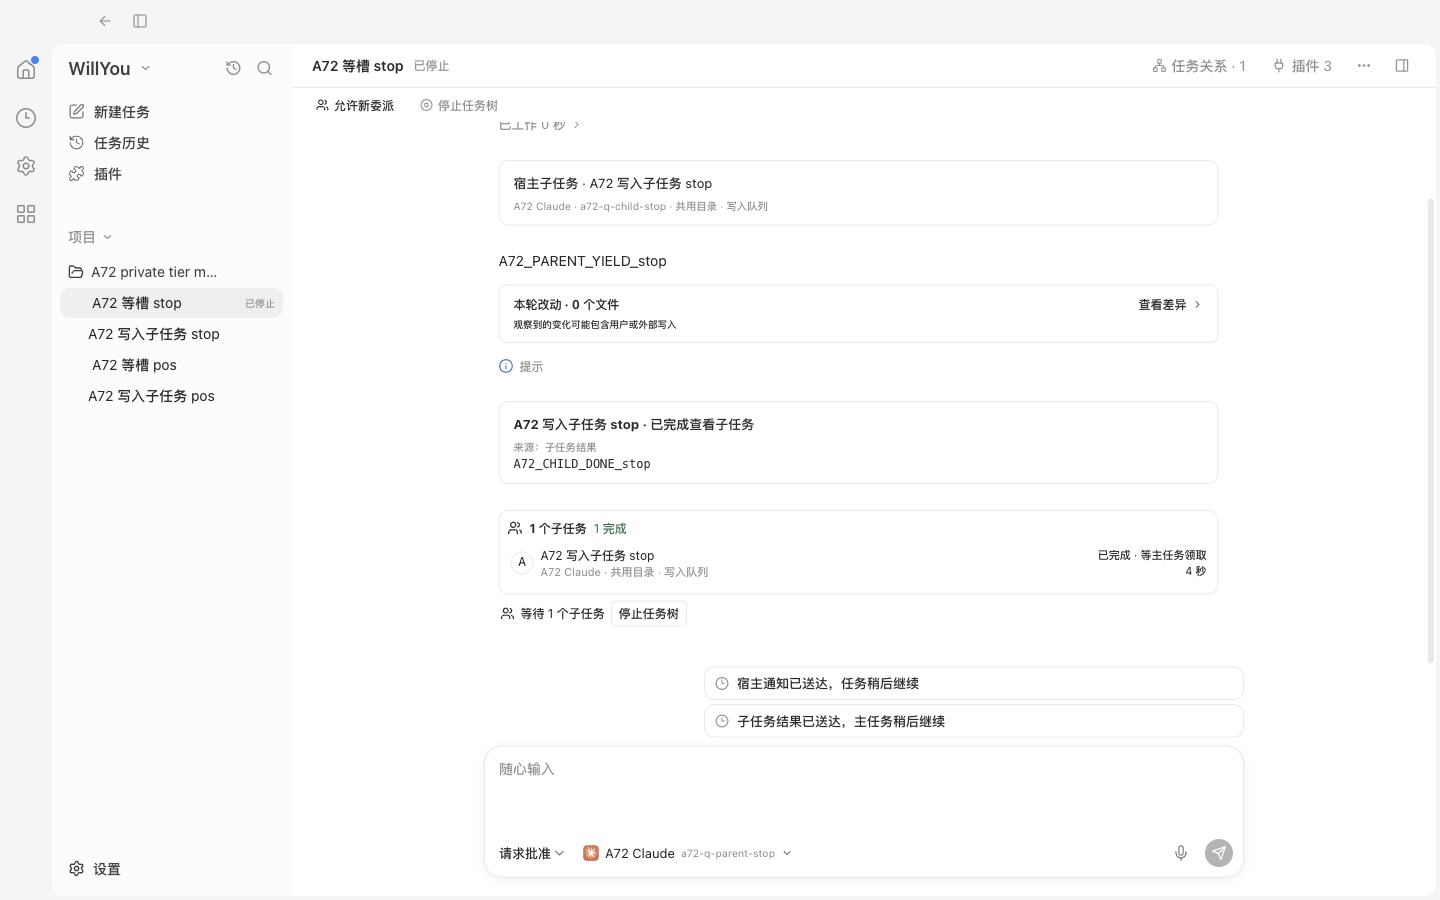 WillYou
新建任务
任务历史
插件
项目
A72 private tier m...
A72 等槽 stop 已停止
A72 写入子任务 stop
A72 等槽 pos
A72 写入子任务 pos
设置
A72 等槽 stop 已停止
任务关系 · 1 插件 3
允许新委派 停止任务树
已工作 0 秒
宿主子任务 · A72 写入子任务 stop
A72 Claude · a72-q-child-stop · 共用目录 · 写入队列
A72_PARENT_YIELD_stop
本轮改动 · 0 个文件 查看差异
观察到的变化可能包含用户或外部写入
提示
A72 写入子任务 stop · 已完成查看子任务
来源：子任务结果
A72_CHILD_DONE_stop
1 个子任务 1 完成
A
A72 写入子任务 stop 已完成 · 等主任务领取
A72 Claude · 共用目录 · 写入队列 4 秒
等待 1 个子任务 停止任务树
宿主通知已送达，任务稍后继续
子任务结果已送达，主任务稍后继续
随心输入
请求批准 A72 Claude a72-q-parent-stop